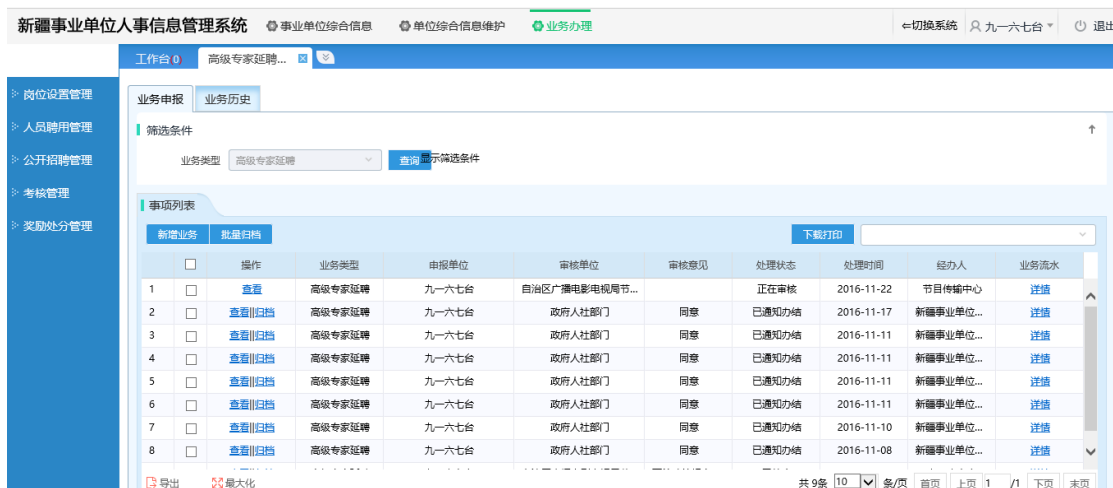 新疆事业单位人事信息管理系统 事业单位综合信息 单位综合信息维护 业务办理 ⇐切换系统 九一六七台 退出
工作台(0) 高级专家延聘...
岗位设置管理
人员聘用管理
公开招聘管理
考核管理
奖励处分管理
业务申报 业务历史
筛选条件
业务类型 高级专家延聘 查询 显示筛选条件
事项列表
新增业务 批量归档 下载打印
操作 业务类型 申报单位 审核单位 审核意见 处理状态 处理时间 经办人 业务流水
1 查看 高级专家延聘 九一六七台 自治区广播电影电视局节... 正在审核 2016-11-22 节目传输中心 详情
2 查看||归档 高级专家延聘 九一六七台 政府人社部门 同意 已通知办结 2016-11-17 新疆事业单位... 详情
3 查看||归档 高级专家延聘 九一六七台 政府人社部门 同意 已通知办结 2016-11-11 新疆事业单位... 详情
4 查看||归档 高级专家延聘 九一六七台 政府人社部门 同意 已通知办结 2016-11-11 新疆事业单位... 详情
5 查看||归档 高级专家延聘 九一六七台 政府人社部门 同意 已通知办结 2016-11-11 新疆事业单位... 详情
6 查看||归档 高级专家延聘 九一六七台 政府人社部门 同意 已通知办结 2016-11-11 新疆事业单位... 详情
7 查看||归档 高级专家延聘 九一六七台 政府人社部门 同意 已通知办结 2016-11-10 新疆事业单位... 详情
8 查看||归档 高级专家延聘 九一六七台 政府人社部门 同意 已通知办结 2016-11-08 新疆事业单位... 详情
导出 最大化 共 9条 10 条/页 首页 上页 1 /1 下页 末页